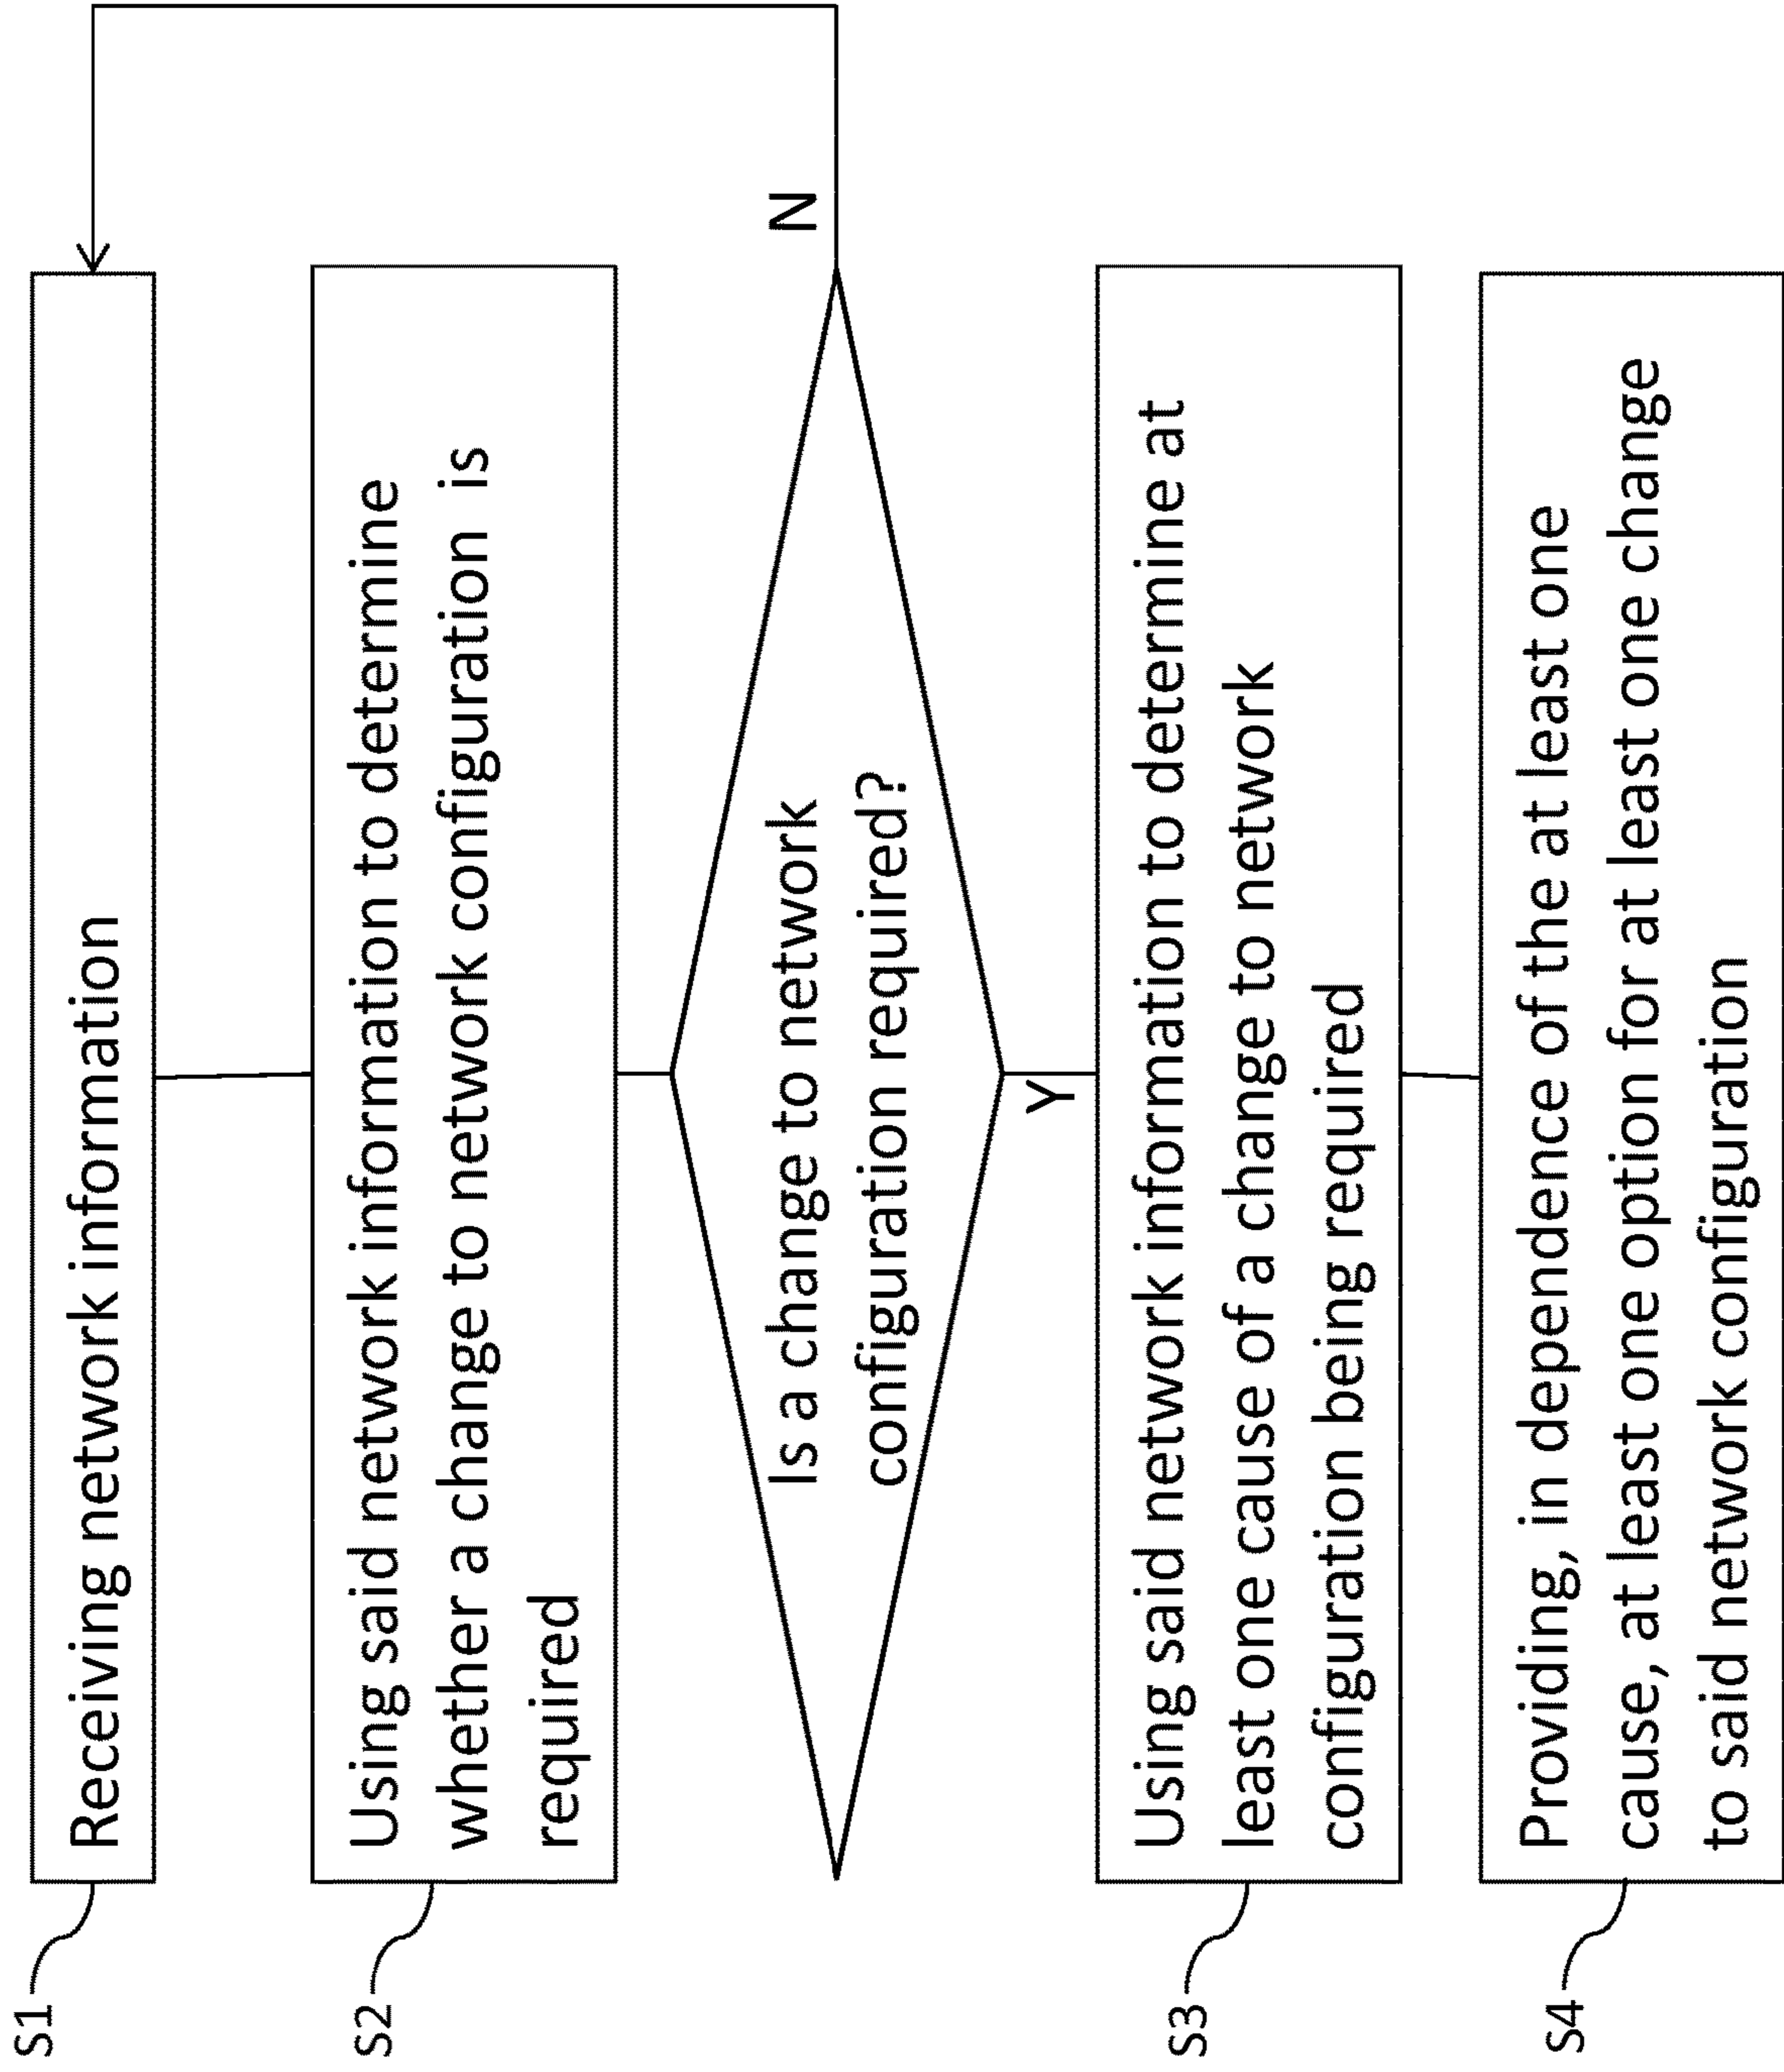 S1
Receiving network information
S2
Using said network information to determine
whether a change to network configuration is
required
Is a change to network
configuration required?
N
Y
S3
Using said network information to determine at
least one cause of a change to network
configuration being required
S4
Providing, in dependence of the at least one
cause, at least one option for at least one change
to said network configuration